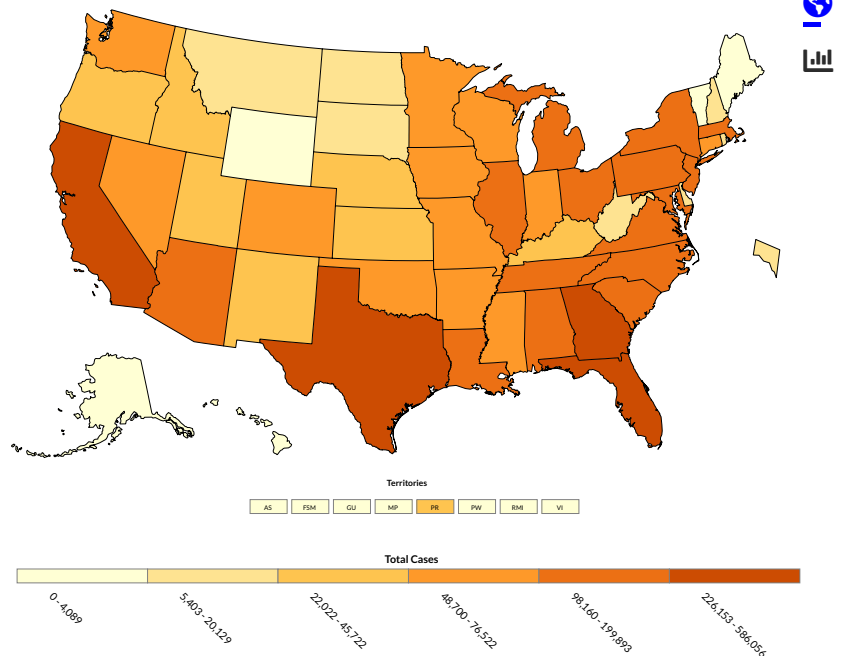 Territories
AS FSM GU MP PR PW RMI VI
Total Cases
0 - 4,089
5,403 - 20,129
22,022 - 45,722
48,700 - 76,522
98,160 - 199,893
226,153 - 586,056